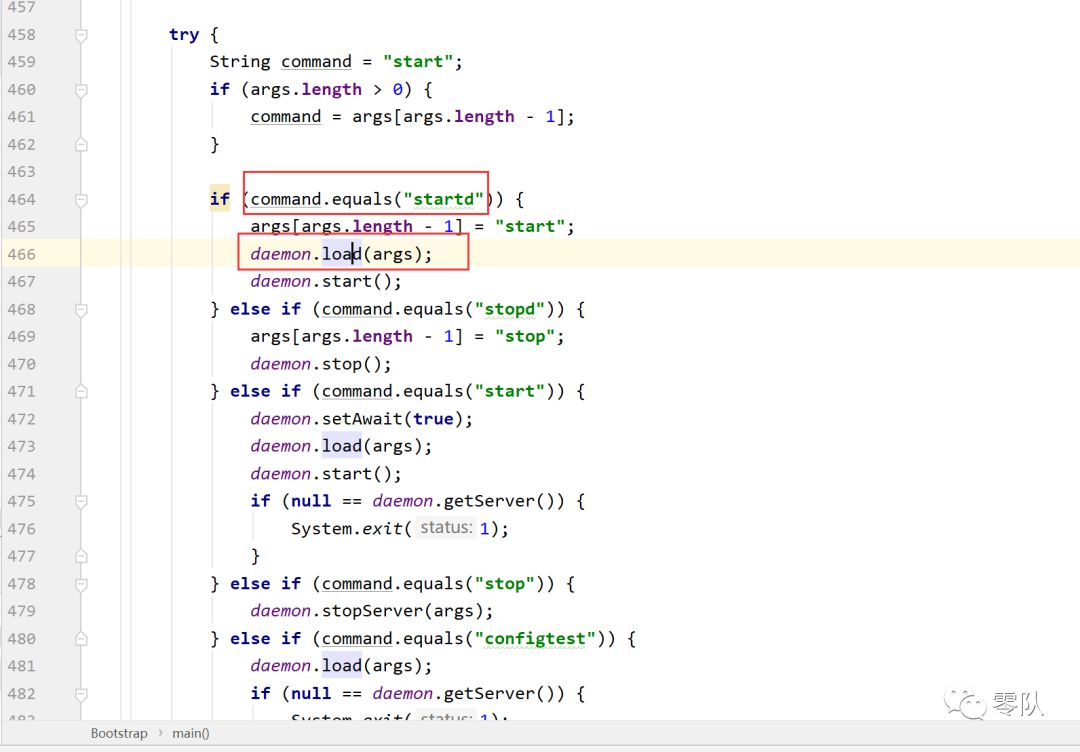 457
458 try {
459 String command = "start";
460 if (args.length > 0) {
461 command = args[args.length - 1];
462 }
463
464 if (command.equals("startd")) {
465 args[args.length - 1] = "start";
466 daemon.load(args);
467 daemon.start();
468 } else if (command.equals("stopd")) {
469 args[args.length - 1] = "stop";
470 daemon.stop();
471 } else if (command.equals("start")) {
472 daemon.setAwait(true);
473 daemon.load(args);
474 daemon.start();
475 if (null == daemon.getServer()) {
476 System.exit( status: 1);
477 }
478 } else if (command.equals("stop")) {
479 daemon.stopServer(args);
480 } else if (command.equals("configtest")) {
481 daemon.load(args);
482 if (null == daemon.getServer()) {
483 System.exit( status: 1);
零队
Bootstrap › main()